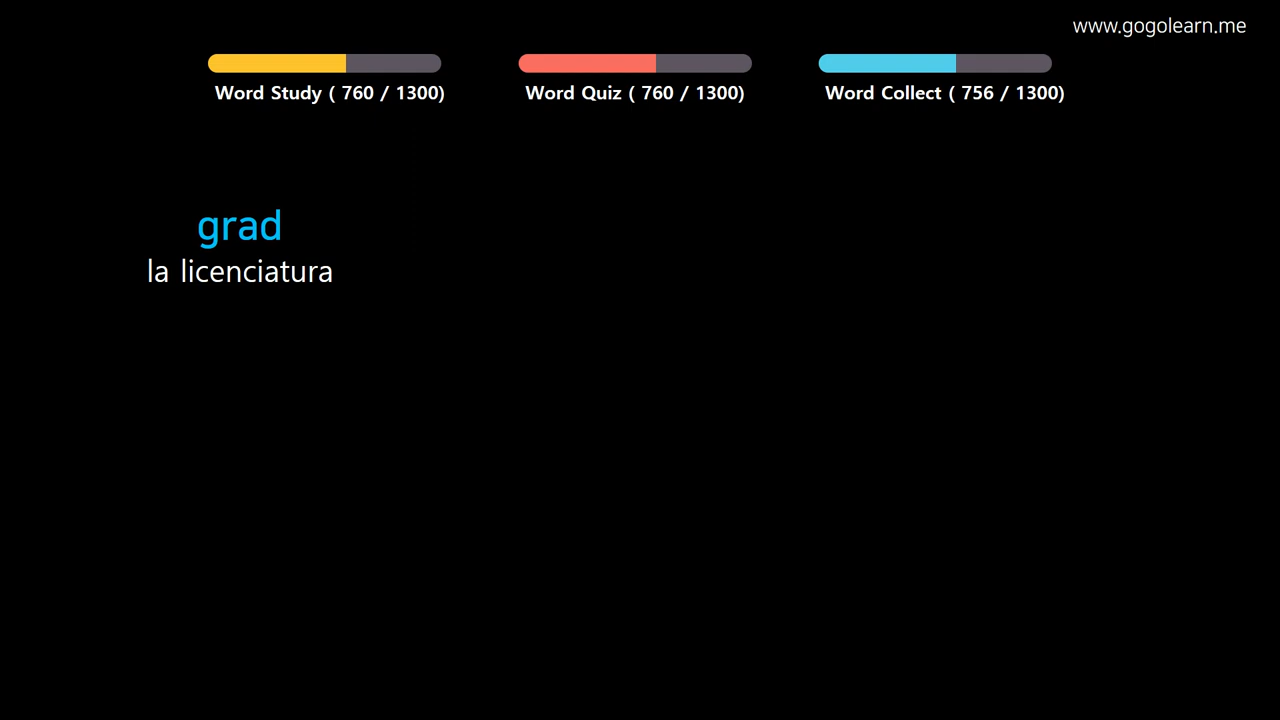 www.gogolearn.me
Word Study ( 760 / 1300)
Word Quiz ( 760 / 1300)
Word Collect ( 756 / 1300)
grad
la licenciatura